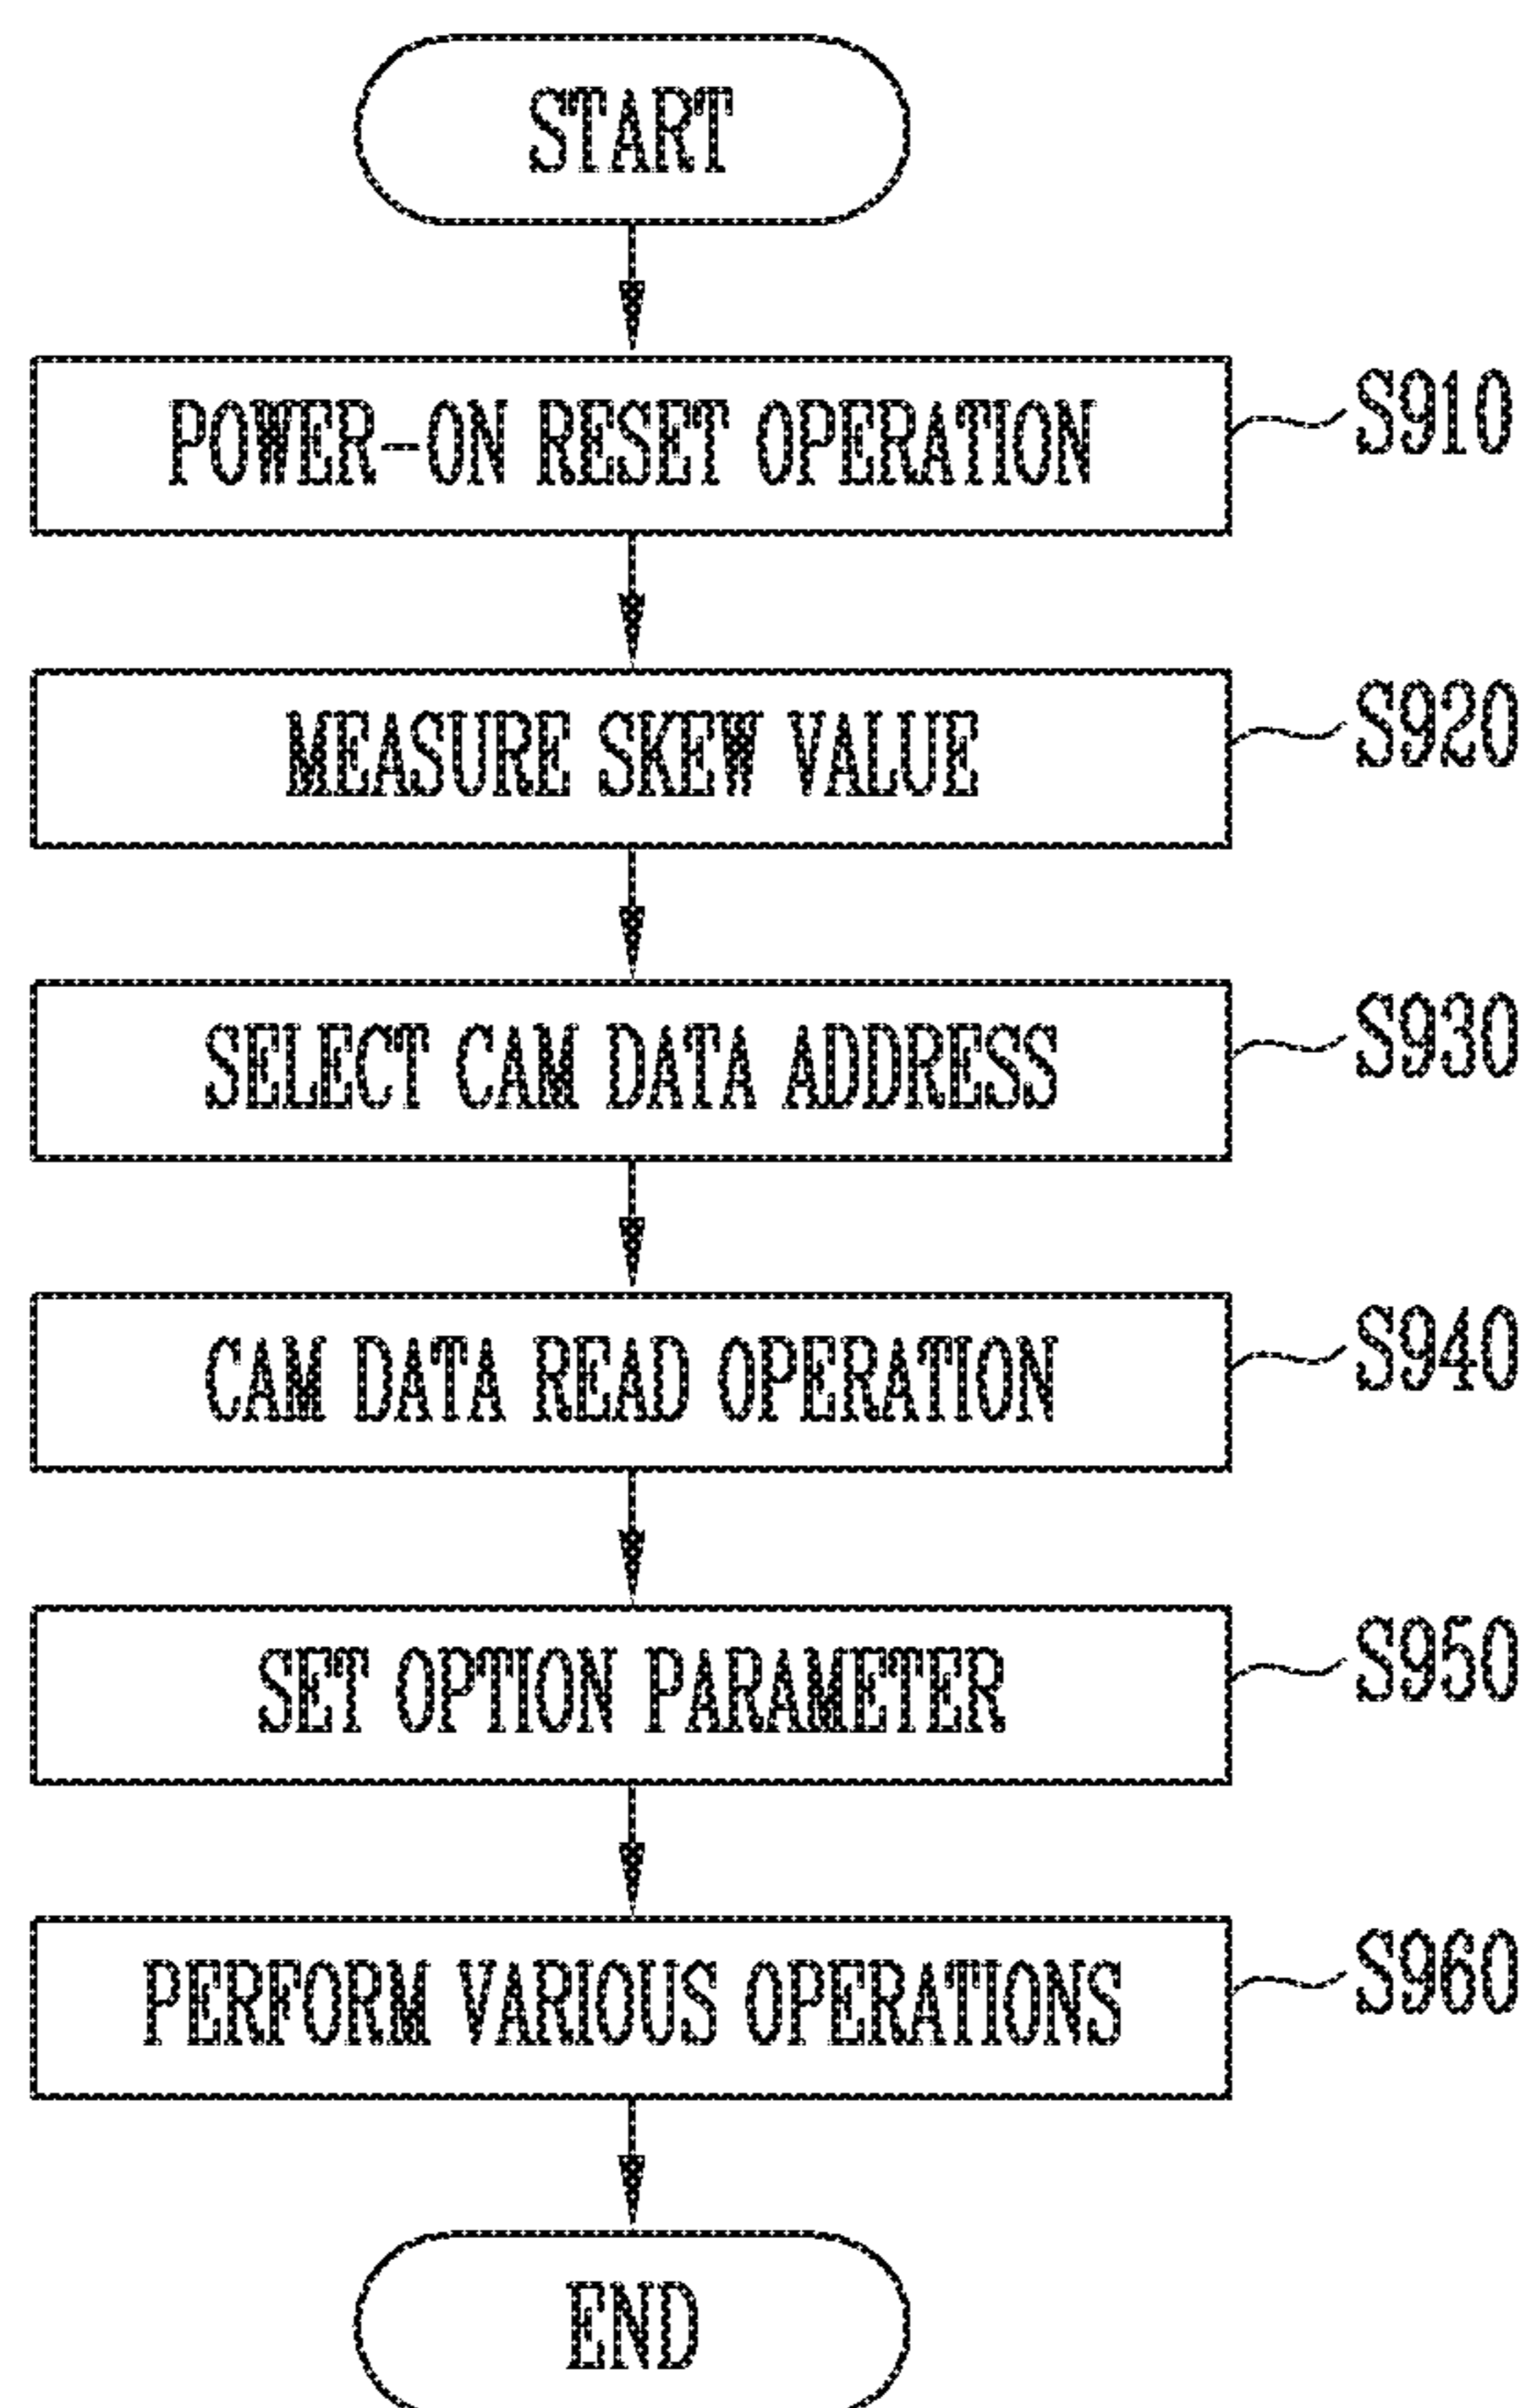 START
POWER-ON RESET OPERATION
S910
MEASURE SKEW VALUE
S920
SELECT CAM DATA ADDRESS
S930
CAM DATA READ OPERATION
S940
SET OPTION PARAMETER
S950
PERFORM VARIOUS OPERATIONS
S960
END